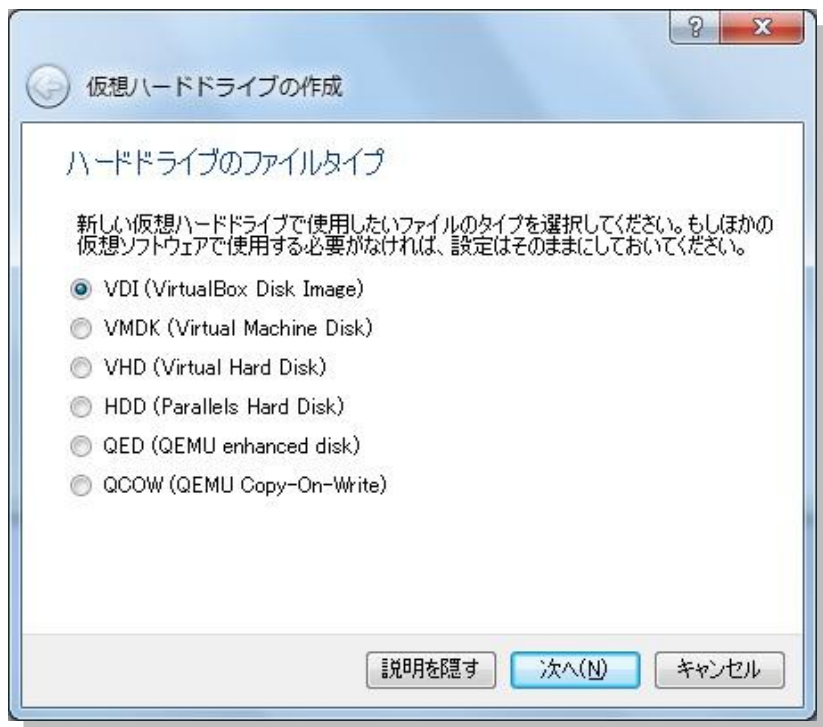 ?
x
仮想ハードドライブの作成
ハードドライブのファイルタイプ
新しい仮想ハードドライブで使用したいファイルのタイプを選択してください。もしほかの
仮想ソフトウェアで使用する必要がなければ、設定はそのままにしておいてください。
VDI (VirtualBox Disk Image)
VMDK (Virtual Machine Disk)
VHD (Virtual Hard Disk)
HDD (Parallels Hard Disk)
QED (QEMU enhanced disk)
QCOW (QEMU Copy-On-Write)
説明を隠す 次へ(N) キャンセル